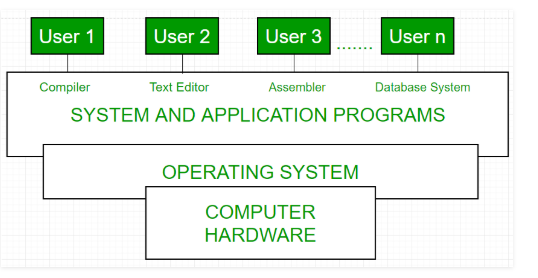 User 1 User 2 User 3 ....... User n
Compiler Text Editor Assembler Database System
SYSTEM AND APPLICATION PROGRAMS
OPERATING SYSTEM
COMPUTER
HARDWARE